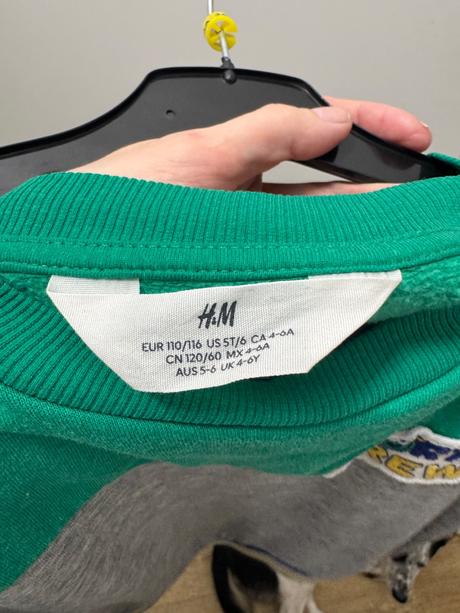 H&M
EUR 110/116 US 5T/6 CA 4-6A
CN 120/60 MX 4-6A
AUS 5-6 UK 4-6Y
REW